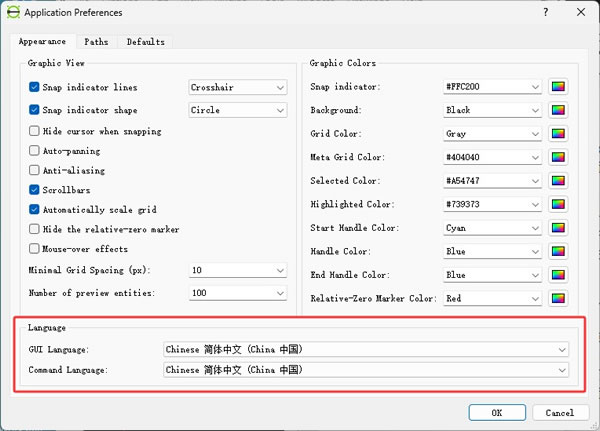 Application Preferences
Appearance
Paths
Defaults
Graphic View
Snap indicator lines
Crosshair
Snap indicator shape
Circle
Hide cursor when snapping
Auto-panning
Anti-aliasing
Scrollbars
Automatically scale grid
Hide the relative-zero marker
Mouse-over effects
Minimal Grid Spacing (px):
10
Number of preview entities:
100
Graphic Colors
Snap indicator:
#FFC200
Background:
Black
Grid Color:
Gray
Meta Grid Color:
#404040
Selected Color:
#A54747
Highlighted Color:
#739373
Start Handle Color:
Cyan
Handle Color:
Blue
End Handle Color:
Blue
Relative-Zero Marker Color:
Red
Language
GUI Language:
Chinese 简体中文 (China 中国)
Command Language:
Chinese 简体中文 (China 中国)
OK
Cancel